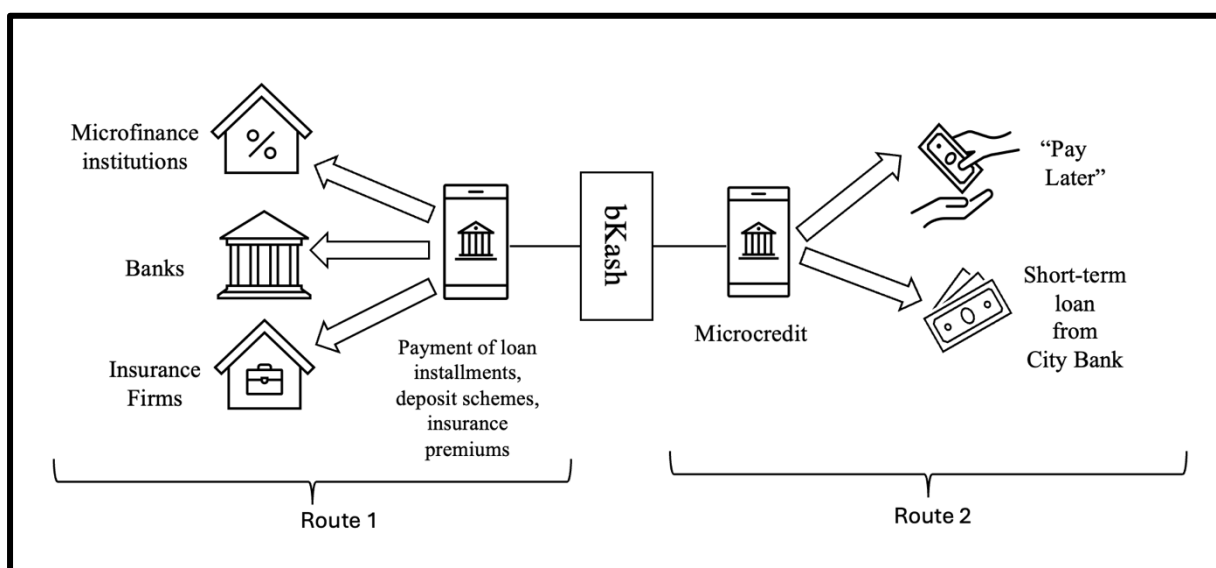 Microfinance
institutions
Banks
Insurance
Firms
Payment of loan
installments,
deposit schemes,
insurance
premiums
Route 1
bKash
Microcredit
“Pay
Later”
Short-term
loan
from
City Bank
Route 2